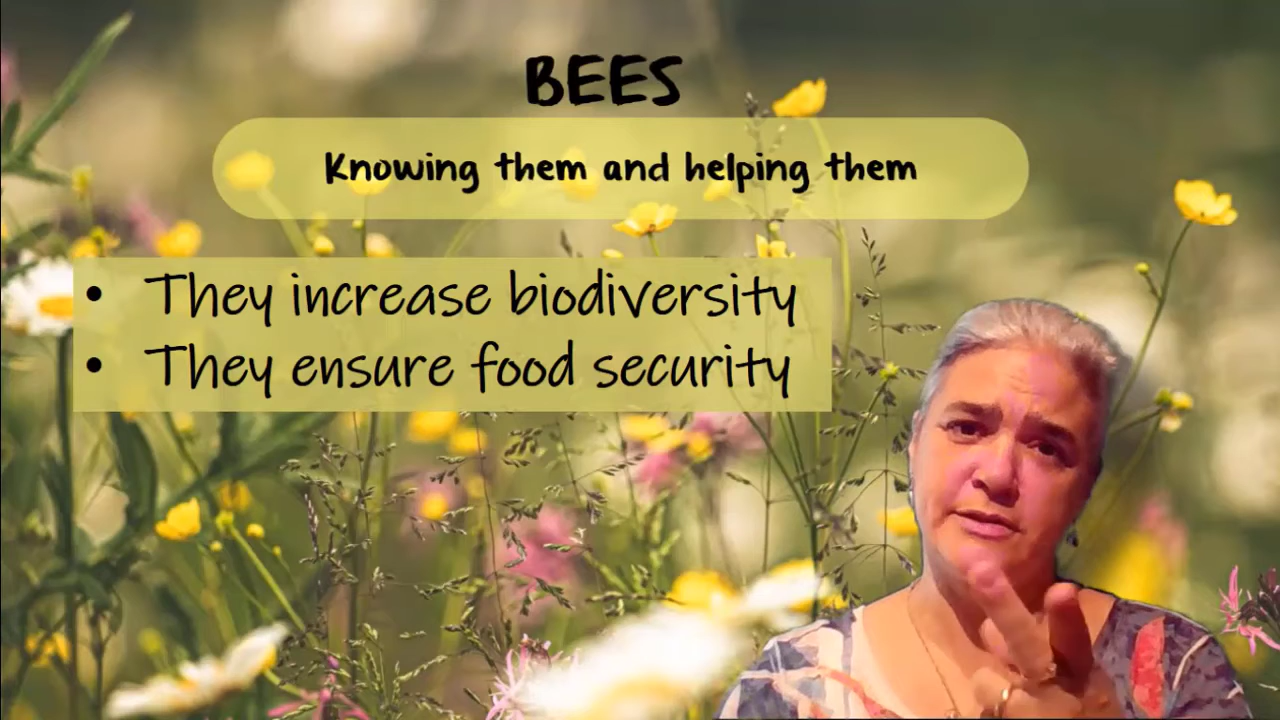 BEES
Knowing them and helping them
• They increase biodiversity
• They ensure food security